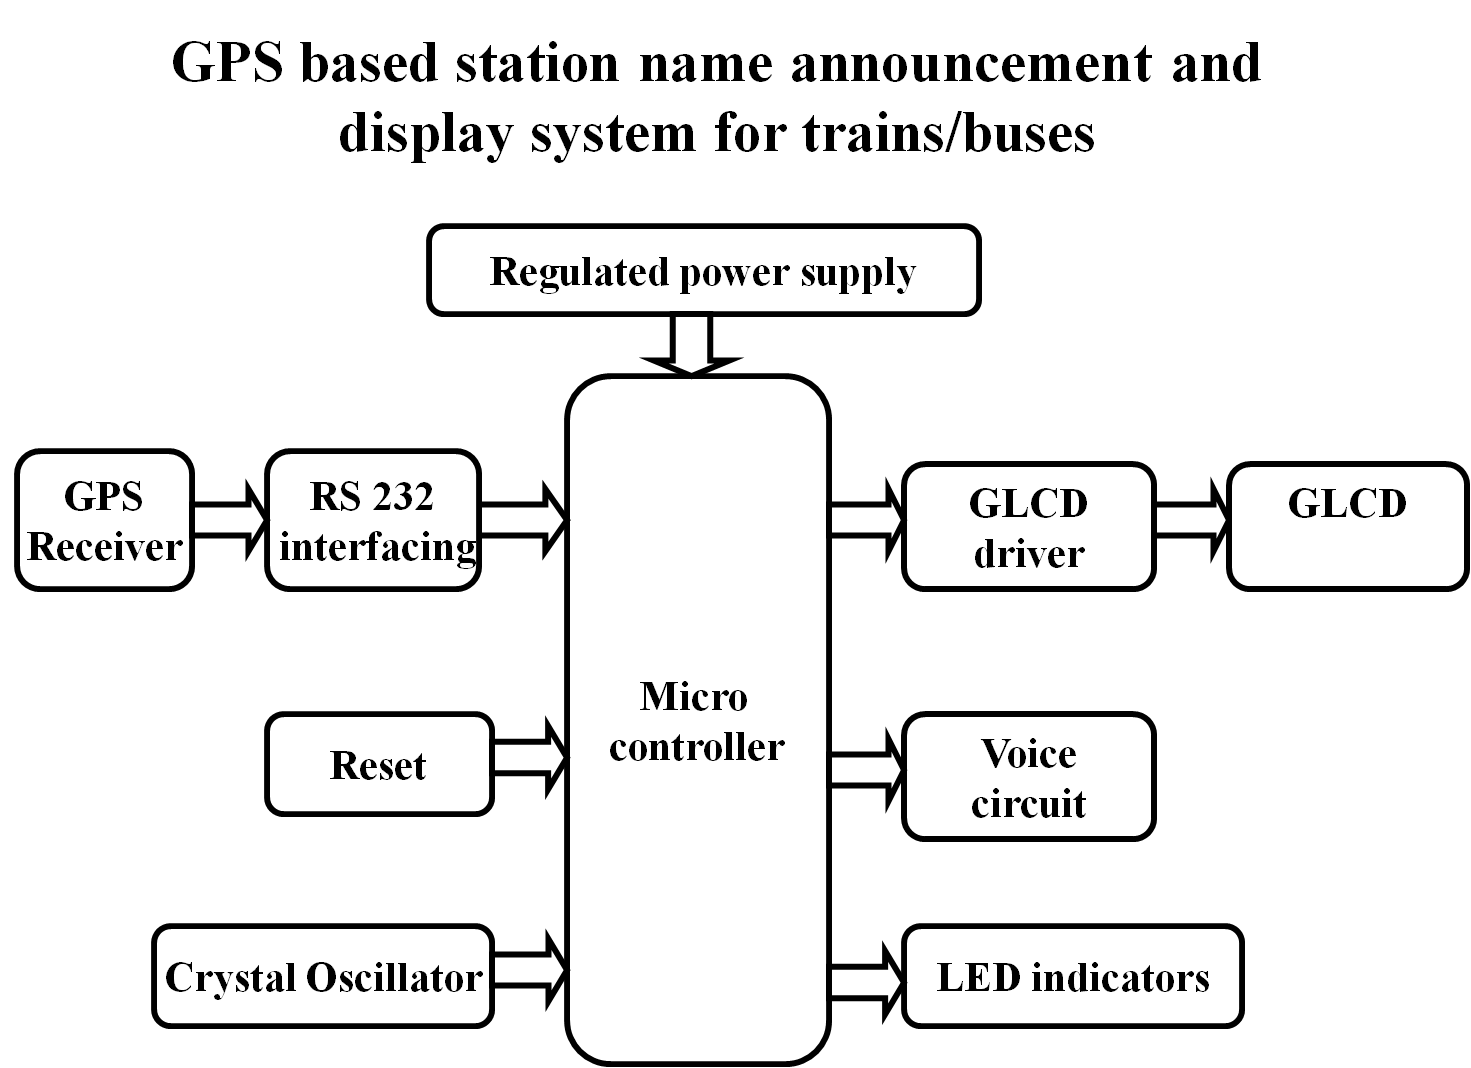 GPS based station name announcement and
display system for trains/buses
Regulated power supply
GPS
Receiver
RS 232
interfacing
GLCD
driver
GLCD
Micro
controller
Reset
Voice
circuit
Crystal Oscillator
LED indicators